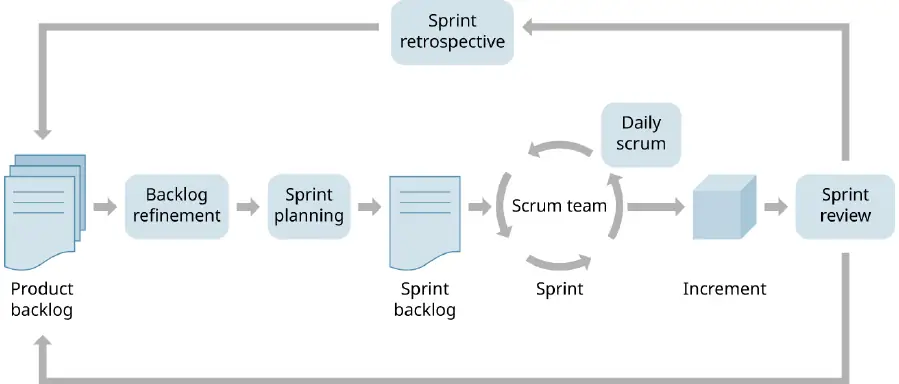 Sprint
retrospective
Daily
scrum
Backlog
refinement
Sprint
planning
Scrum team
Sprint
review
Product
backlog
Sprint
backlog
Sprint
Increment